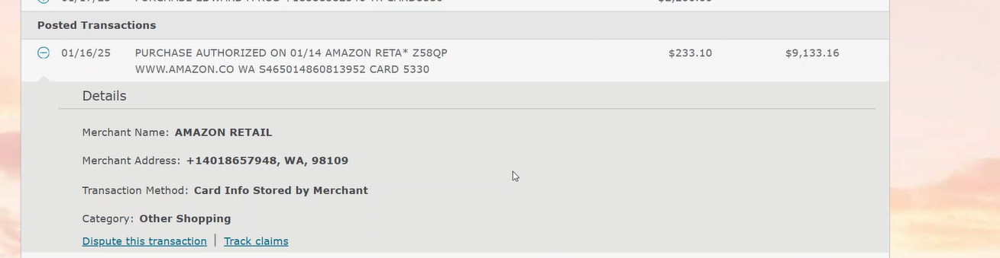 Posted Transactions
01/16/25 PURCHASE AUTHORIZED ON 01/14 AMAZON RETA* Z58QP $233.10 $9,133.16
WWW.AMAZON.CO WA S465014860813952 CARD 5330
Details
Merchant Name: AMAZON RETAIL
Merchant Address: +14018657948, WA, 98109
Transaction Method: Card Info Stored by Merchant
Category: Other Shopping
Dispute this transaction | Track claims